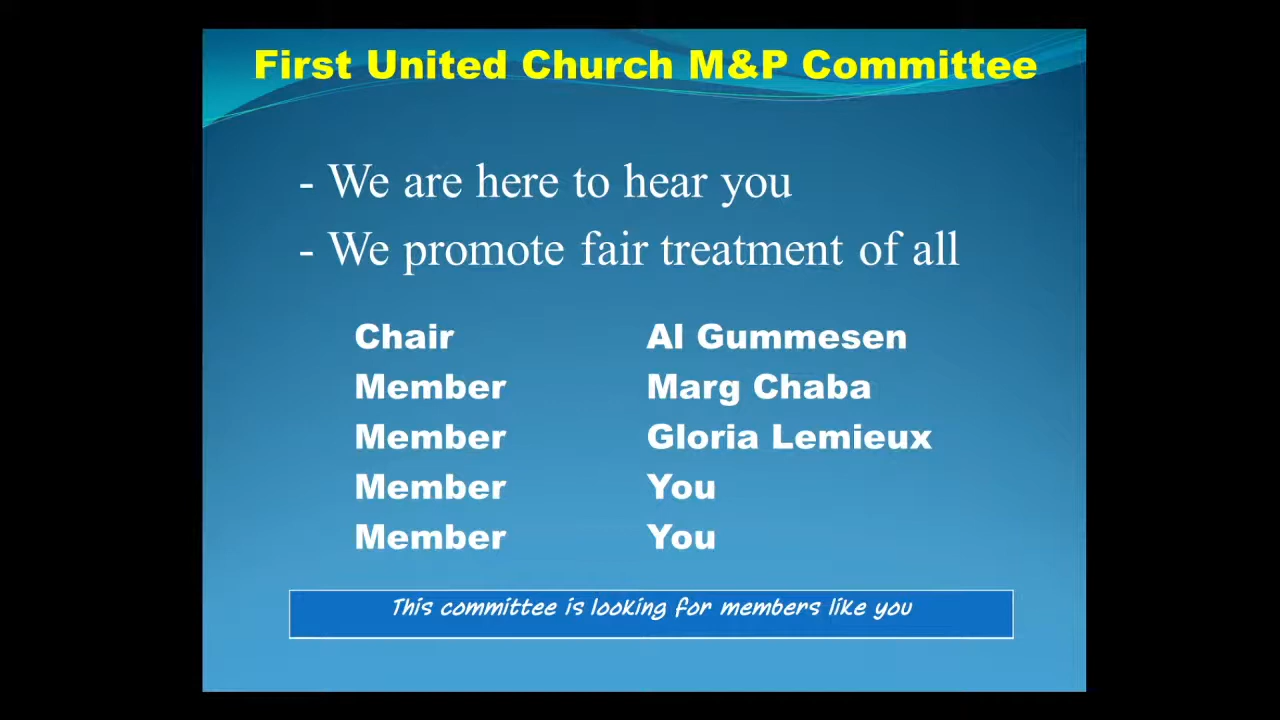 First United Church M&P Committee
- We are here to hear you
- We promote fair treatment of all
Chair Al Gummesen
Member Marg Chaba
Member Gloria Lemieux
Member You
Member You
This committee is looking for members like you